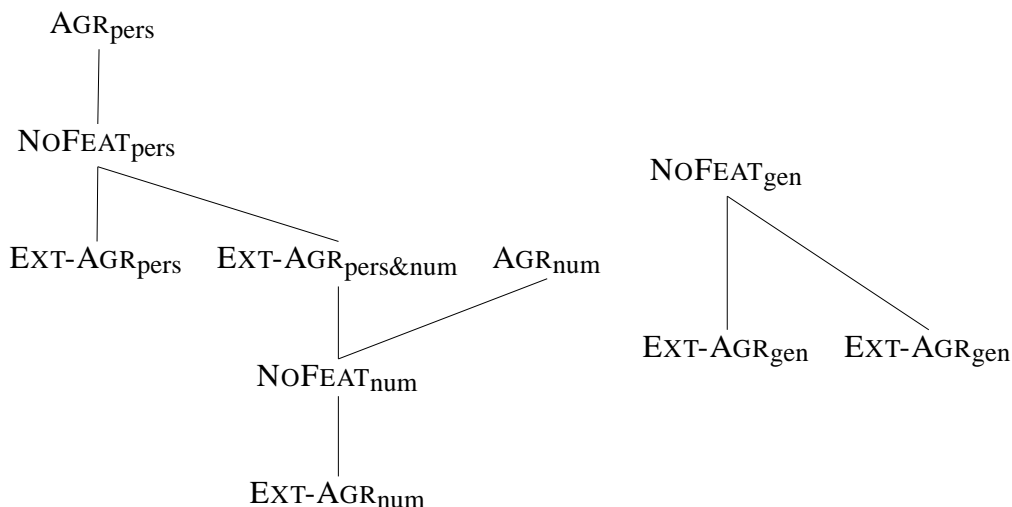 AGRpers
NOFEATpers
NOFEATgen
EXT-AGRpers EXT-AGRpers&num AGRnum
EXT-AGRgen EXT-AGRgen
NOFEATnum
EXT-AGRnum